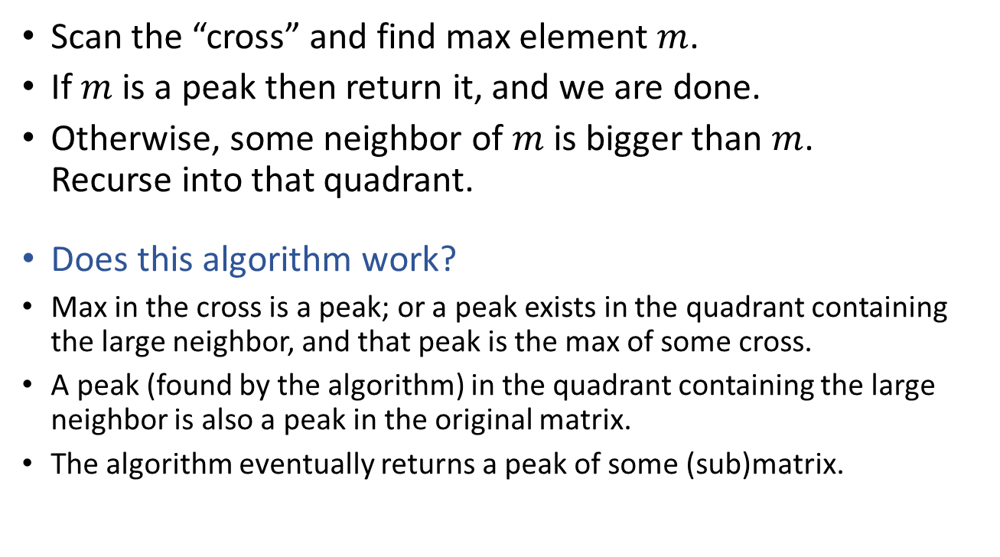 • Scan the “cross” and find max element 𝑚.
• If 𝑚 is a peak then return it, and we are done.
• Otherwise, some neighbor of 𝑚 is bigger than 𝑚.
Recurse into that quadrant.
• Does this algorithm work?
• Max in the cross is a peak; or a peak exists in the quadrant containing
the large neighbor, and that peak is the max of some cross.
• A peak (found by the algorithm) in the quadrant containing the large
neighbor is also a peak in the original matrix.
• The algorithm eventually returns a peak of some (sub)matrix.